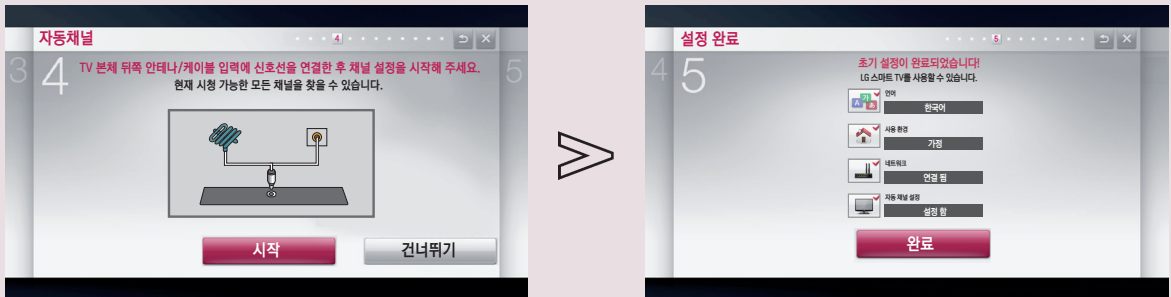 자동채널
4
3
4
TV 본체 뒤쪽 안테나/케이블 입력에 신호선을 연결한 후 채널 설정을 시작해 주세요.
현재 시청 가능한 모든 채널을 찾을 수 있습니다.
5
시작
건너뛰기
>
설정 완료
5
4
5
초기 설정이 완료되었습니다!
LG 스마트 TV를 사용할 수 있습니다.
언어
한국어
사용 환경
가정
네트워크
연결 됨
자동 채널 설정
설정 함
완료